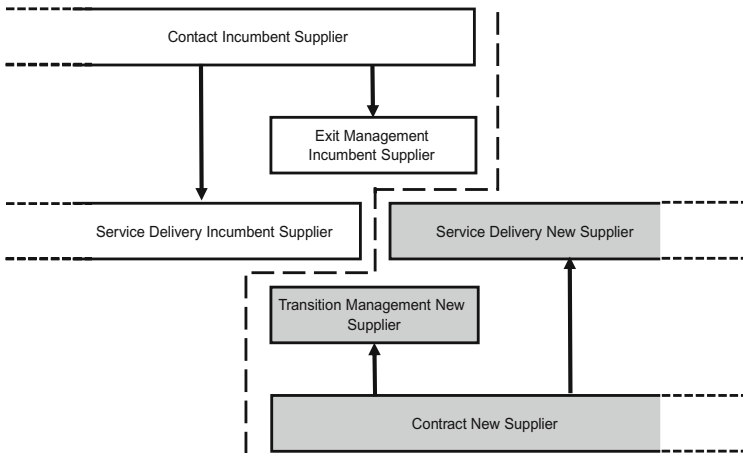 Contact Incumbent Supplier
Exit Management
Incumbent Supplier
Service Delivery Incumbent Supplier
Service Delivery New Supplier
Transition Management New
Supplier
Contract New Supplier